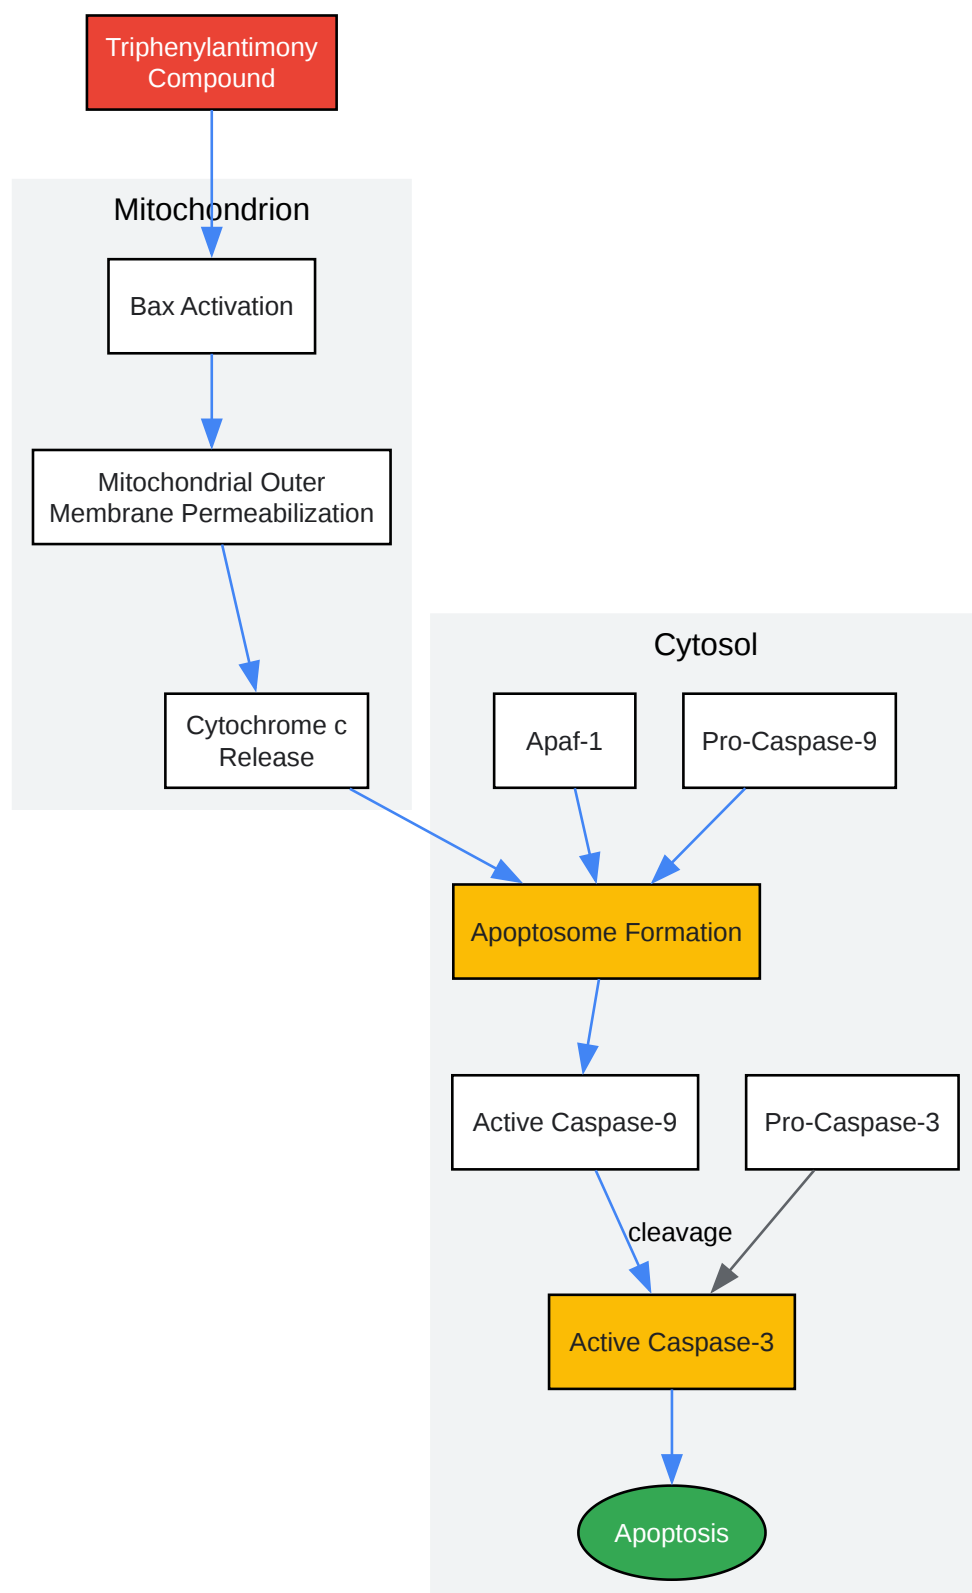 Triphenylantimony
Compound
Mitochondrion
Bax Activation
Mitochondrial Outer
Membrane Permeabilization
Cytosol
Cytochrome c
Release
Apaf-1
Pro-Caspase-9
Apoptosome Formation
Active Caspase-9
Pro-Caspase-3
cleavage
Active Caspase-3
Apoptosis